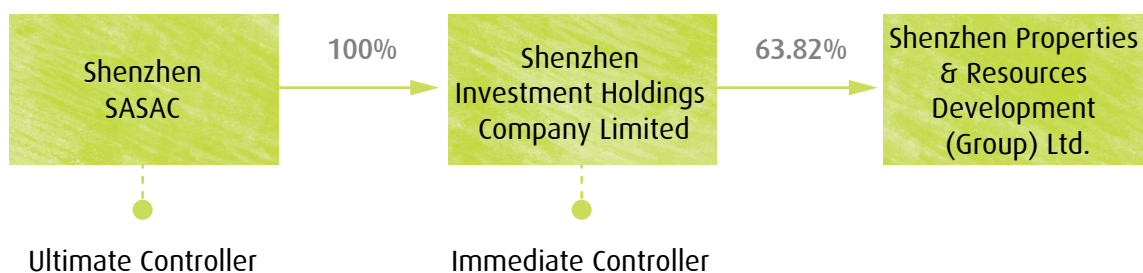 Shenzhen
SASAC
100%
Shenzhen
Investment Holdings
Company Limited
63.82%
Shenzhen Properties
& Resources
Development
(Group) Ltd.
Ultimate Controller
Immediate Controller